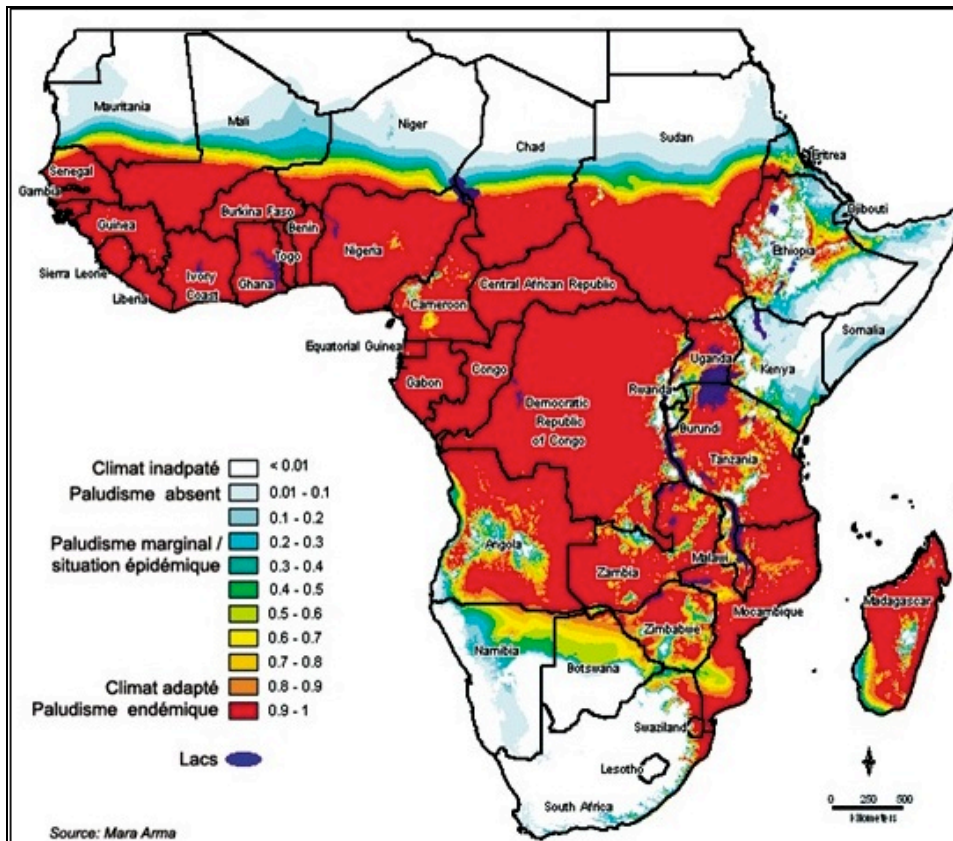 Mauritania
Mali
Niger
Chad
Sudan
Eritrea
Senegal
Gambia
Burkina Faso
Djibouti
Guinea
Benin
Nigeria
Ethiopia
Togo
Sierra Leone
Ivory
Coast
Ghana
Central African Republic
Liberia
Cameroon
Somalia
Equatorial Guinea
Uganda
Kenya
Gabon
Congo
Rwanda
Democratic
Republic
of Congo
Burundi
Tanzania
Climat inadpaté
< 0.01
Paludisme absent
0.01 - 0.1
0.1 - 0.2
Paludisme marginal /
situation épidémique
0.2 - 0.3
0.3 - 0.4
0.4 - 0.5
0.5 - 0.6
0.6 - 0.7
0.7 - 0.8
Climat adapté
Paludisme endémique
0.8 - 0.9
0.9 - 1
Lacs
Angola
Malawi
Zambia
Mocambique
Madagascar
Zimbabwe
Namibia
Botswana
Swaziland
Lesotho
South Africa
0 250 500
Kilometers
Source: Mara Arma